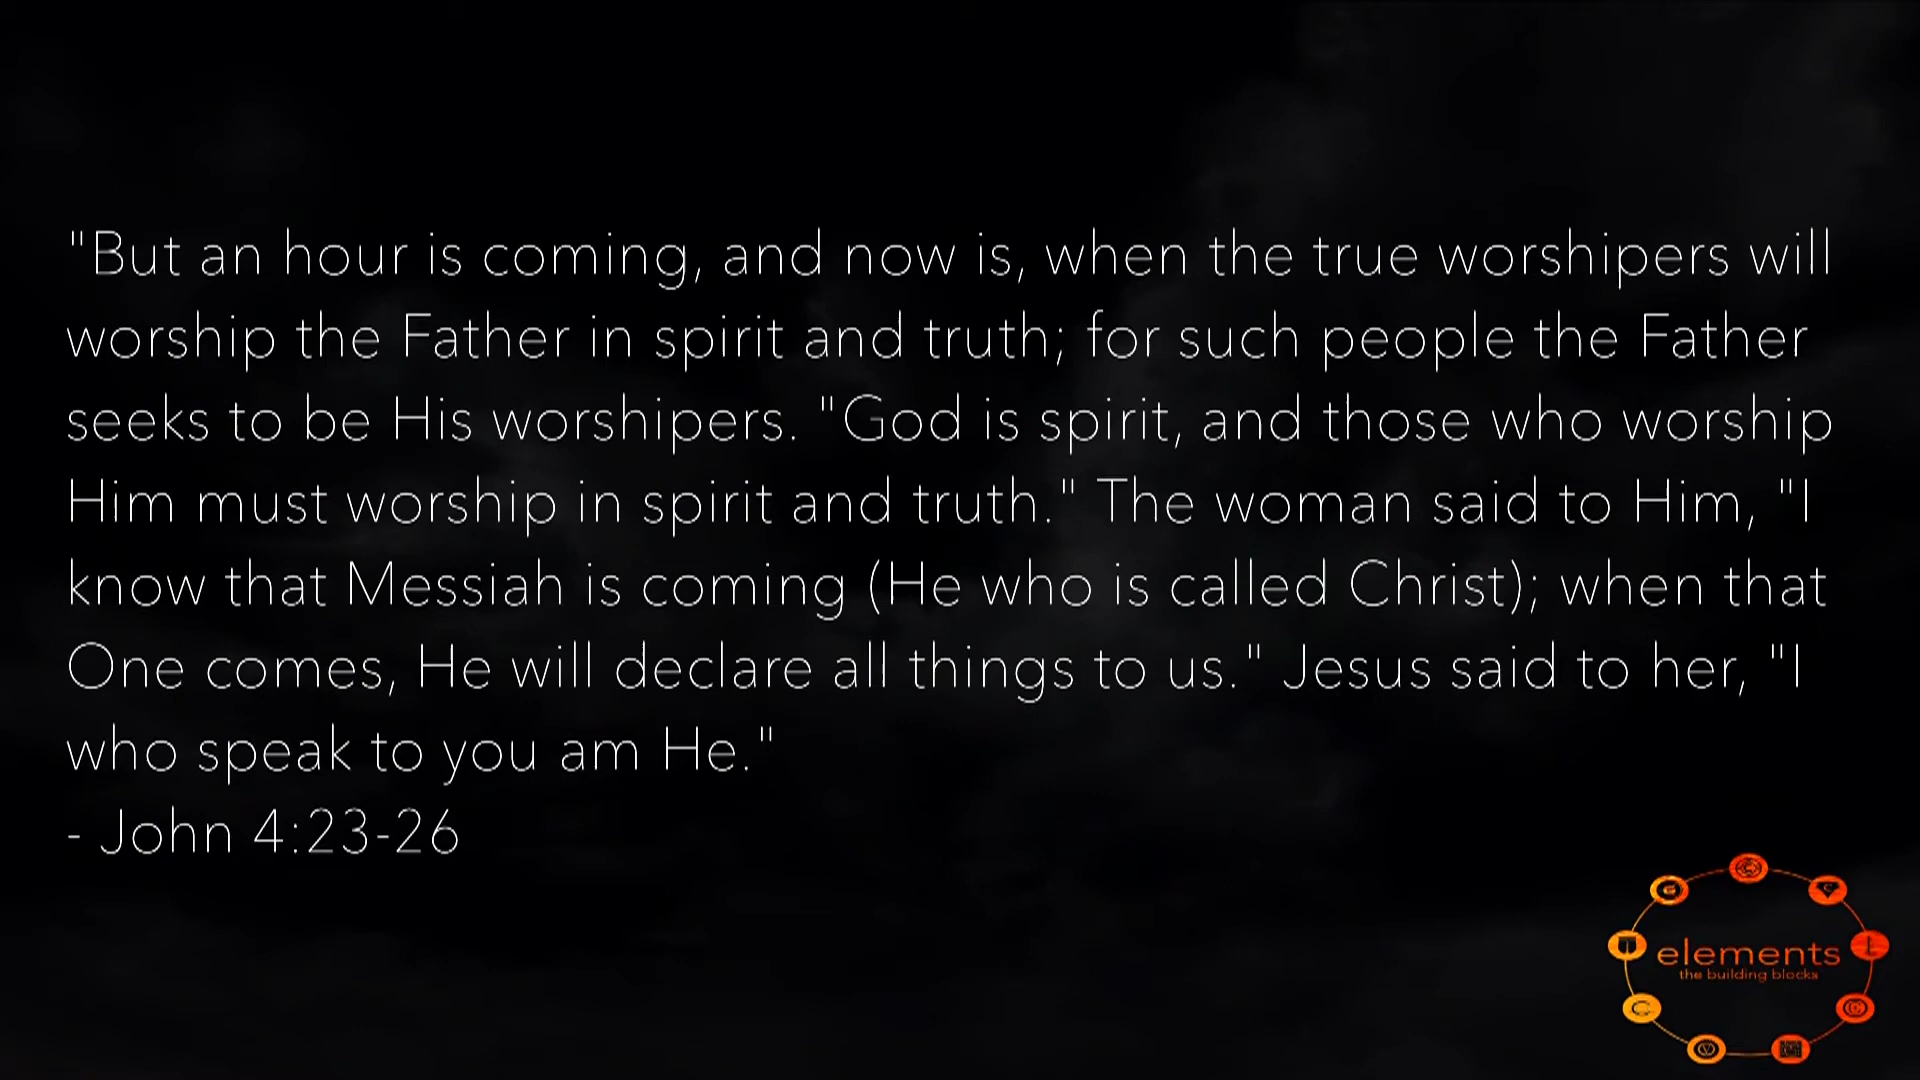 "But an hour is coming, and now is, when the true worshipers will
worship the Father in spirit and truth; for such people the Father
seeks to be His worshipers. "God is spirit, and those who worship
Him must worship in spirit and truth." The woman said to Him, "I
know that Messiah is coming (He who is called Christ); when that
One comes, He will declare all things to us." Jesus said to her, "I
who speak to you am He."
- John 4:23-26
elements
the building blocks